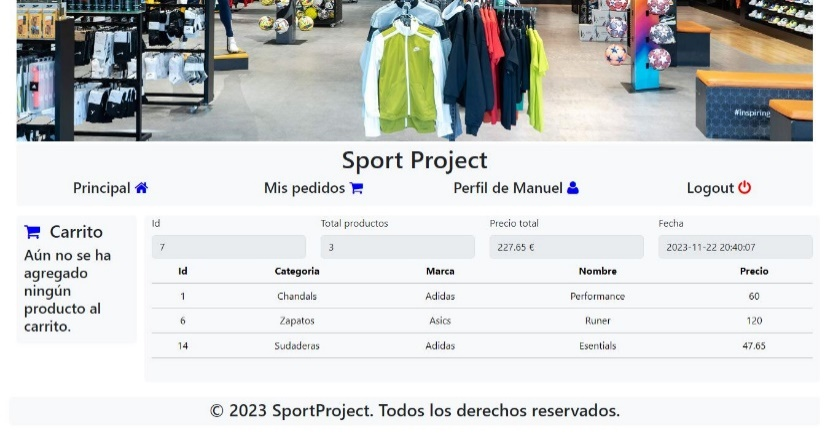 #inspiring
Sport Project
Principal
Mis pedidos
Perfil de Manuel
Logout
Carrito
Aún no se ha
agregado
ningún
producto al
carrito.
Id Total productos Precio total Fecha
7 3 227.65 € 2023-11-22 20:40:07
Id Categoria Marca Nombre Precio
1 Chandals Adidas Performance 60
6 Zapatos Asics Runer 120
14 Sudaderas Adidas Esentials 47.65
© 2023 SportProject. Todos los derechos reservados.